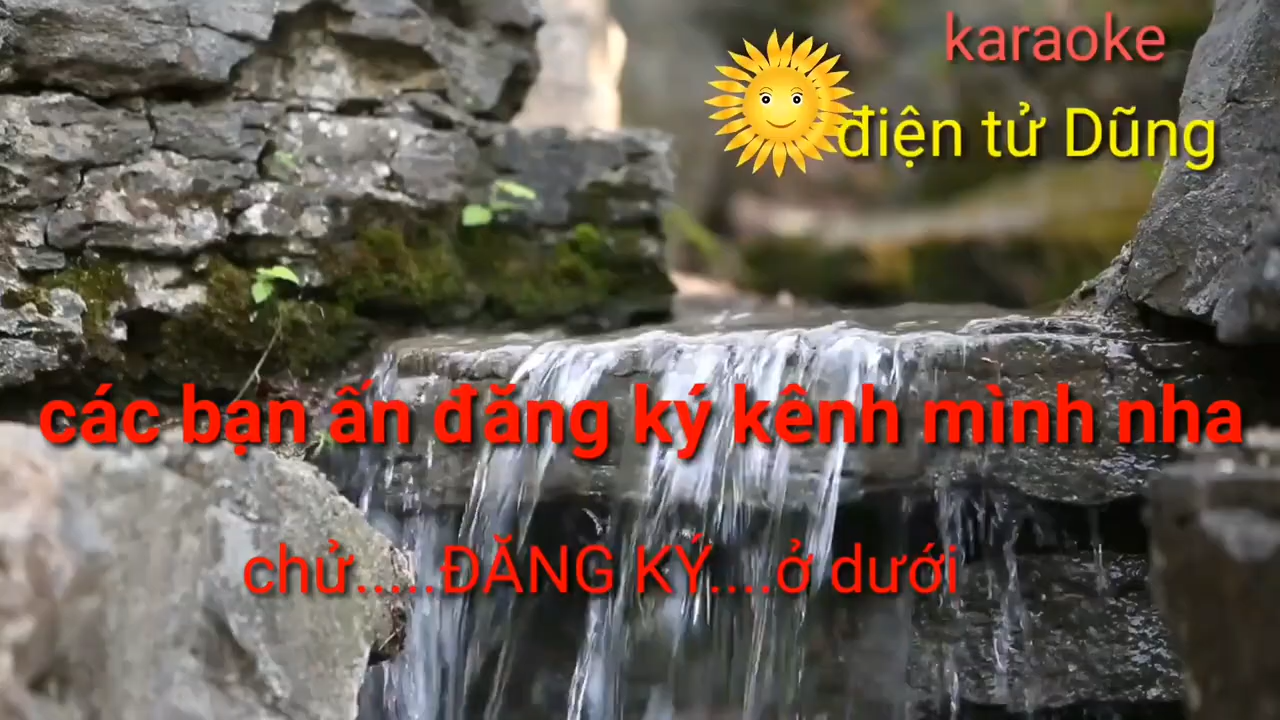 karaoke
điện tử Dũng
các bạn ấn đăng ký kênh mình nha
chử.....ĐĂNG KÝ....ở dưới